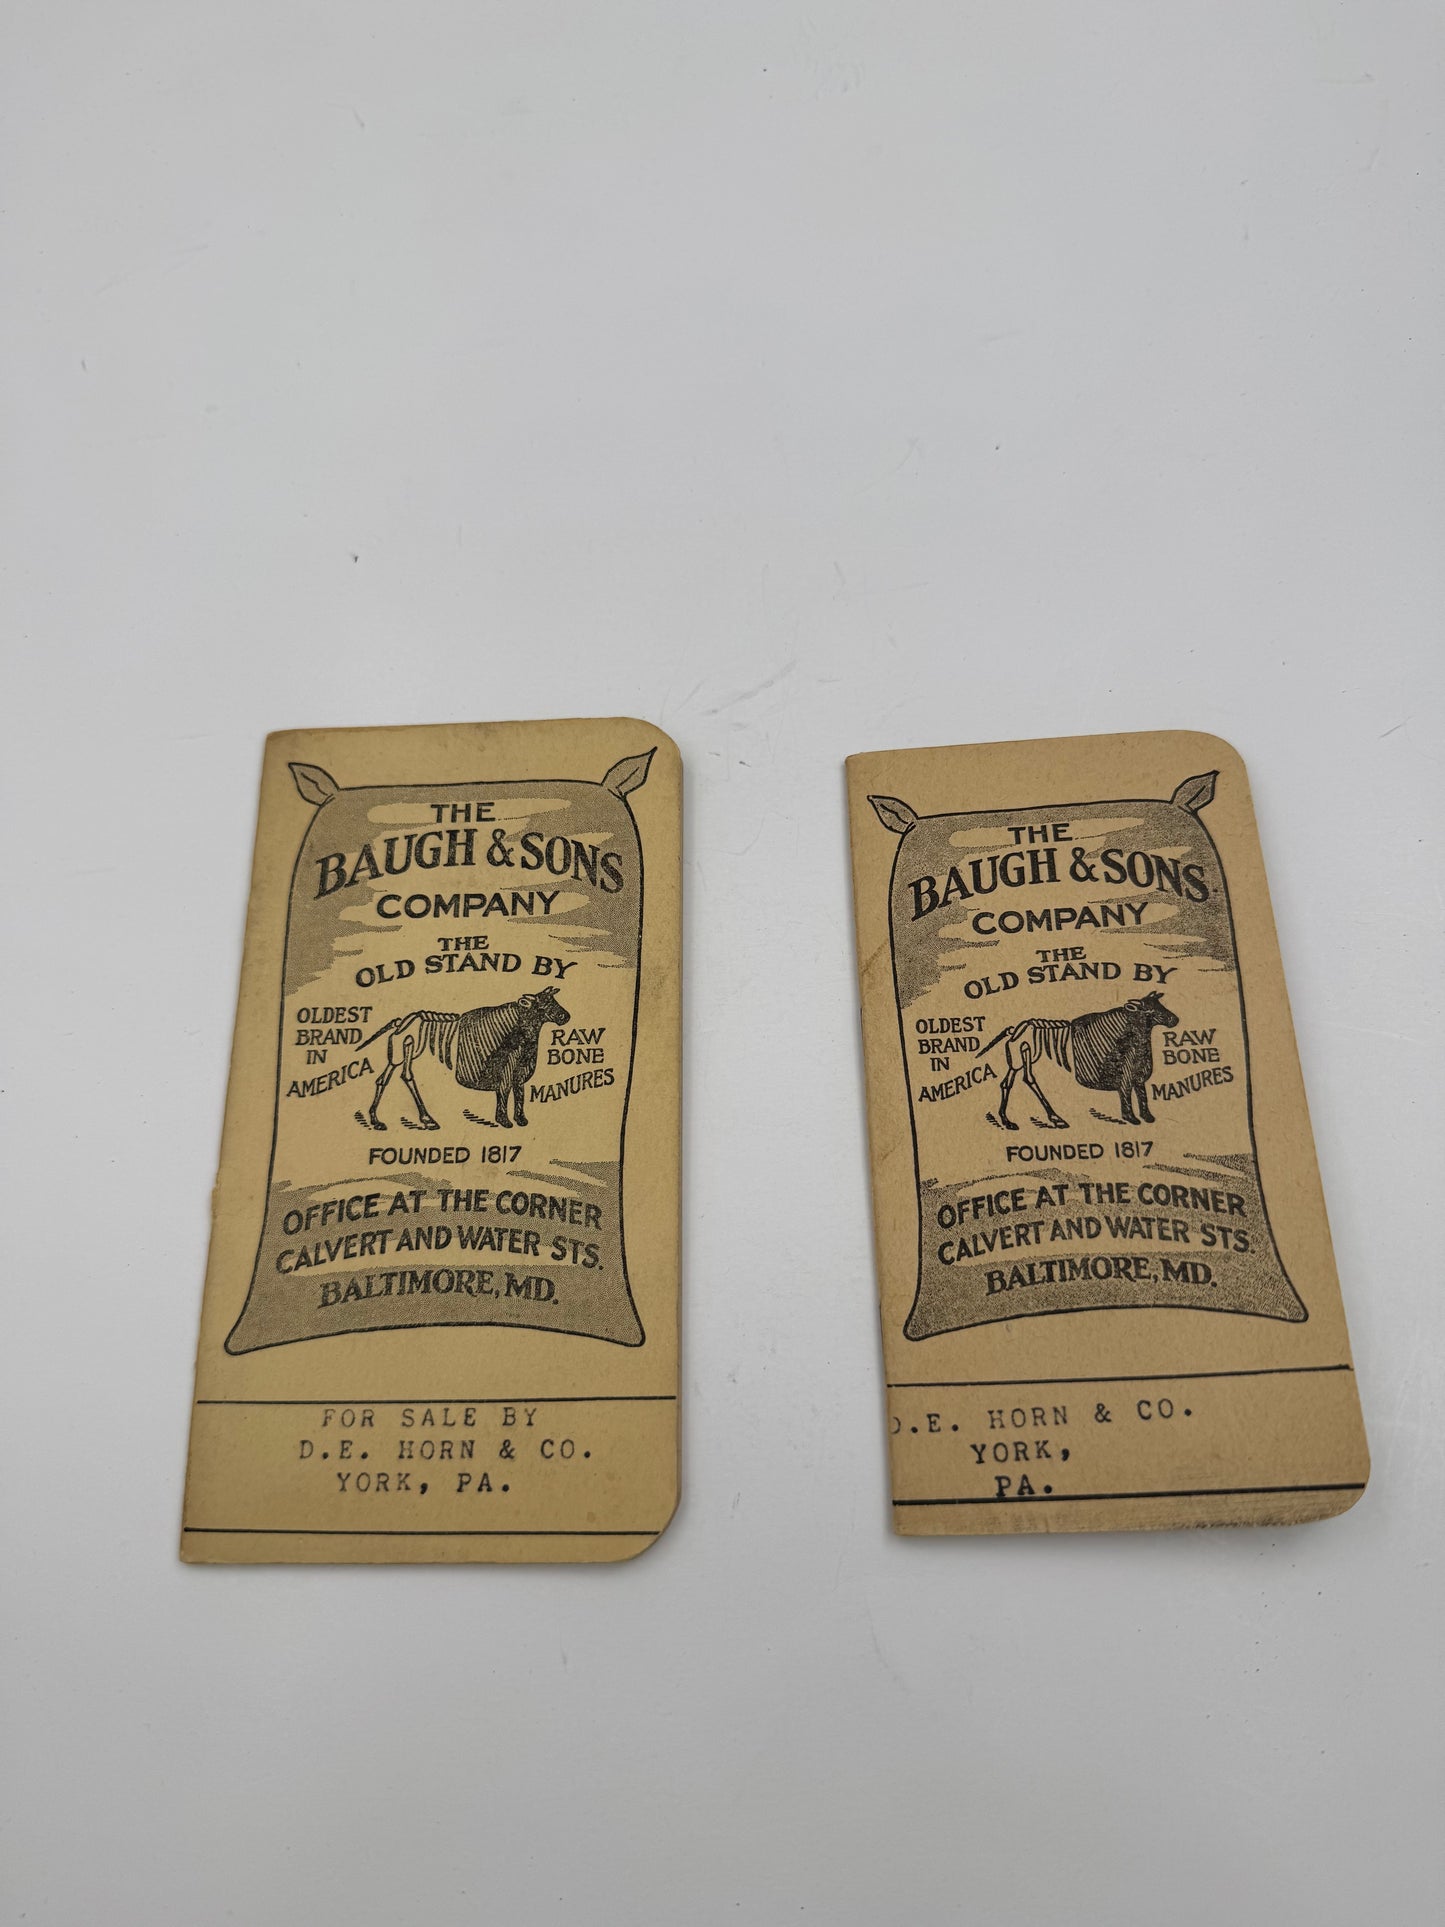 THE
BAUGH & SONS
COMPANY
THE
OLD STAND BY
OLDEST
BRAND
IN
AMERICA
RAW
BONE
MANURES
FOUNDED 1817
OFFICE AT THE CORNER
CALVERT AND WATER STS.
BALTIMORE, MD.
FOR SALE BY
D.E. HORN & CO.
YORK, PA.
THE
BAUGH & SONS
COMPANY
THE
OLD STAND BY
OLDEST
BRAND
IN
AMERICA
RAW
BONE
MANURES
FOUNDED 1817
OFFICE AT THE CORNER
CALVERT AND WATER STS.
BALTIMORE, MD.
D.E. HORN & CO.
YORK,
PA.